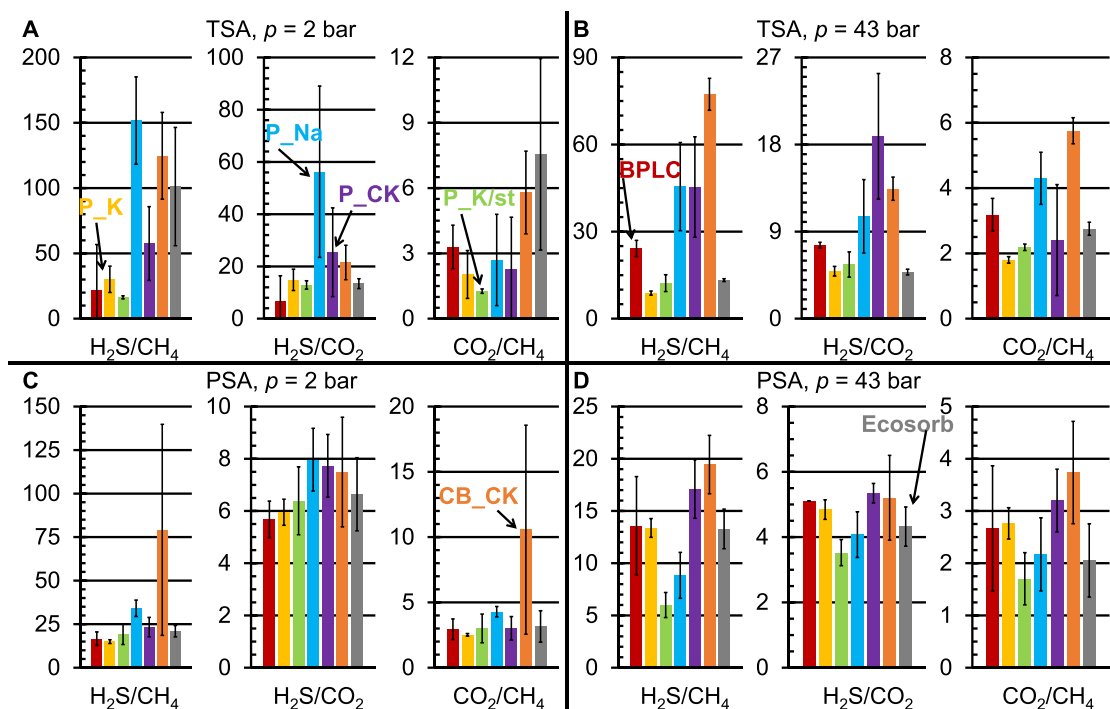 A
TSA, p = 2 bar
200
150
100
50
0
P_K
H₂S/CH₄
100
80
60
40
20
0
P_Na
P_CK
H₂S/CO₂
12
9
6
3
0
P_K/st
CO₂/CH₄
B
TSA, p = 43 bar
90
60
30
0
BPLC
H₂S/CH₄
27
18
9
0
H₂S/CO₂
8
6
4
2
0
CO₂/CH₄
C
PSA, p = 2 bar
150
125
100
75
50
25
0
H₂S/CH₄
12
10
8
6
4
2
0
H₂S/CO₂
20
15
10
5
0
CB_CK
CO₂/CH₄
D
PSA, p = 43 bar
25
20
15
10
5
0
H₂S/CH₄
8
6
4
2
0
Ecosorb
H₂S/CO₂
5
4
3
2
1
0
CO₂/CH₄